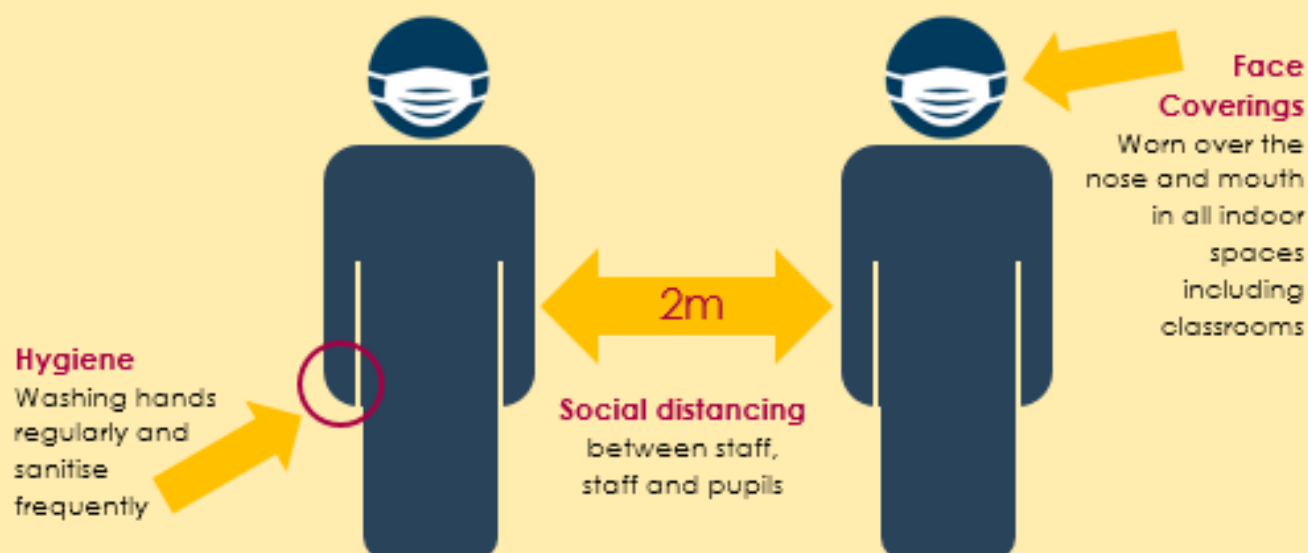 Face
Coverings
Worn over the
nose and mouth
in all indoor
spaces
including
classrooms
2m
Hygiene
Washing hands
regularly and
sanitise
frequently
Social distancing
between staff,
staff and pupils